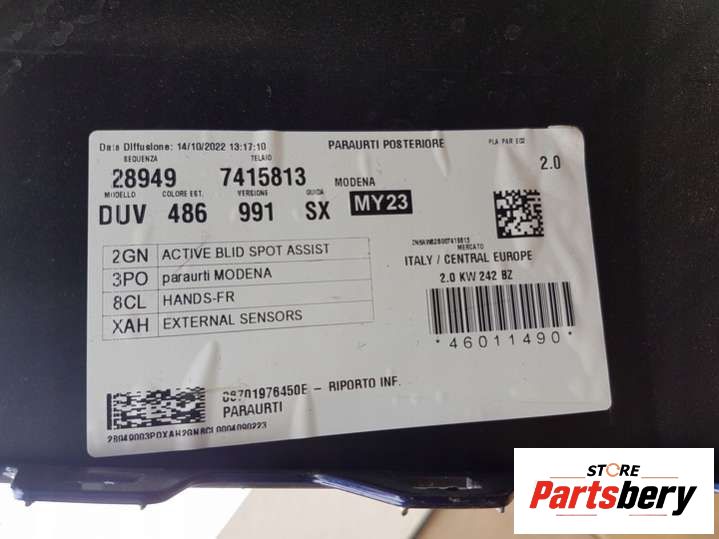 Data Diffusione: 14/10/2022 13:17:10
PARAURTI POSTERIORE
PLA PAR EQ2
SEQUENZA TELAIO
28949 7415813
MODENA
2.0
MODELLO COLORE EST. VERSIONE GUIDA
DUV 486 991 SX MY23
MERCATO
ITALY / CENTRAL EUROPE
2.0 KW 242 BZ
2GN ACTIVE BLID SPOT ASSIST
3PO paraurti MODENA
8CL HANDS-FR
XAH EXTERNAL SENSORS
*46011490*
08701976450E - RIPORTO INF.
PARAURTI
STORE
Partsbery